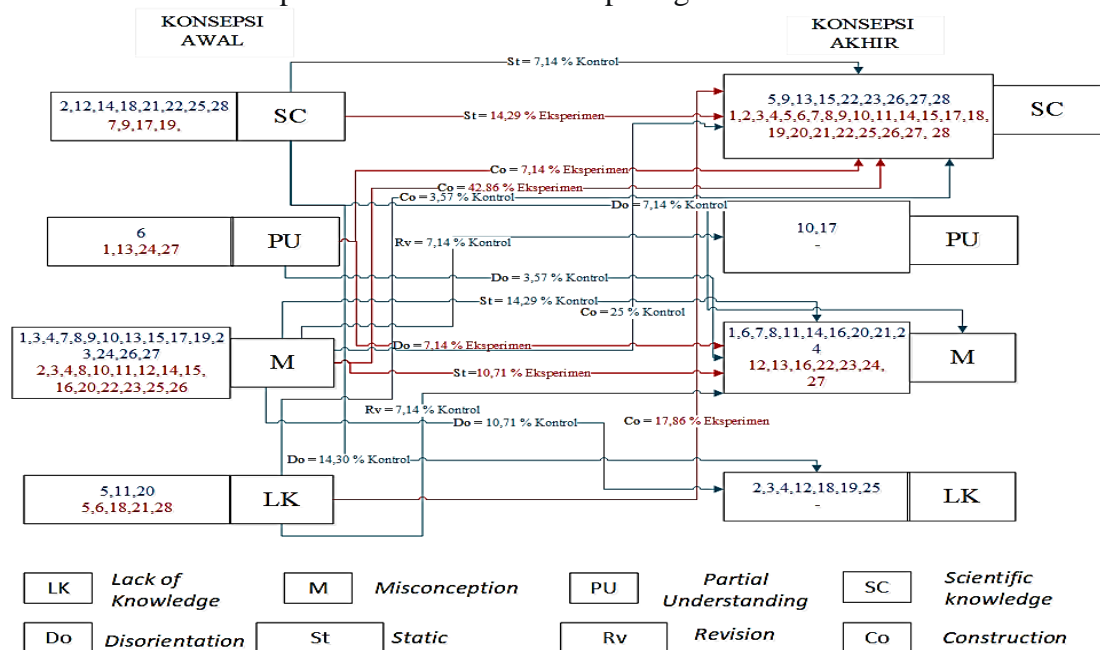 KONSEPSI
AWAL
KONSEPSI
AKHIR
St = 7,14 % Kontrol
2,12,14,18,21,22,25,28
7,9,17,19,
SC
5,9,13,15,22,23,26,27,28
1,2,3,4,5,6,7,8,9,10,11,14,15,17,18,
19,20,21,22,25,26,27, 28
SC
St = 14,29 % Eksperimen
Co = 7,14 % Eksperimen
Co = 42,86 % Eksperimen
Co = 3,57 % Kontrol
Do = 7,14 % Kontrol
6
1,13,24,27
PU
10,17
-
PU
Rv = 7,14 % Kontrol
Do = 3,57 % Kontrol
St = 14,29 % Kontrol
Co = 25 % Kontrol
1,3,4,7,8,9,10,13,15,17,19,2
3,24,26,27
2,3,4,8,10,11,12,14,15,
16,20,22,23,25,26
M
1,6,7,8,11,14,16,20,21,2
4
12,13,16,22,23,24,
27
M
Do = 7,14 % Eksperimen
St = 10,71 % Eksperimen
Rv = 7,14 % Kontrol
Do = 10,71 % Kontrol
Co = 17,86 % Eksperimen
Do = 14,30 % Kontrol
5,11,20
5,6,18,21,28
LK
2,3,4,12,18,19,25
-
LK
LK
Lack of
Knowledge
M
Misconception
PU
Partial
Understanding
SC
Scientific
knowledge
Do
Disorientation
St
Static
Rv
Revision
Co
Construction